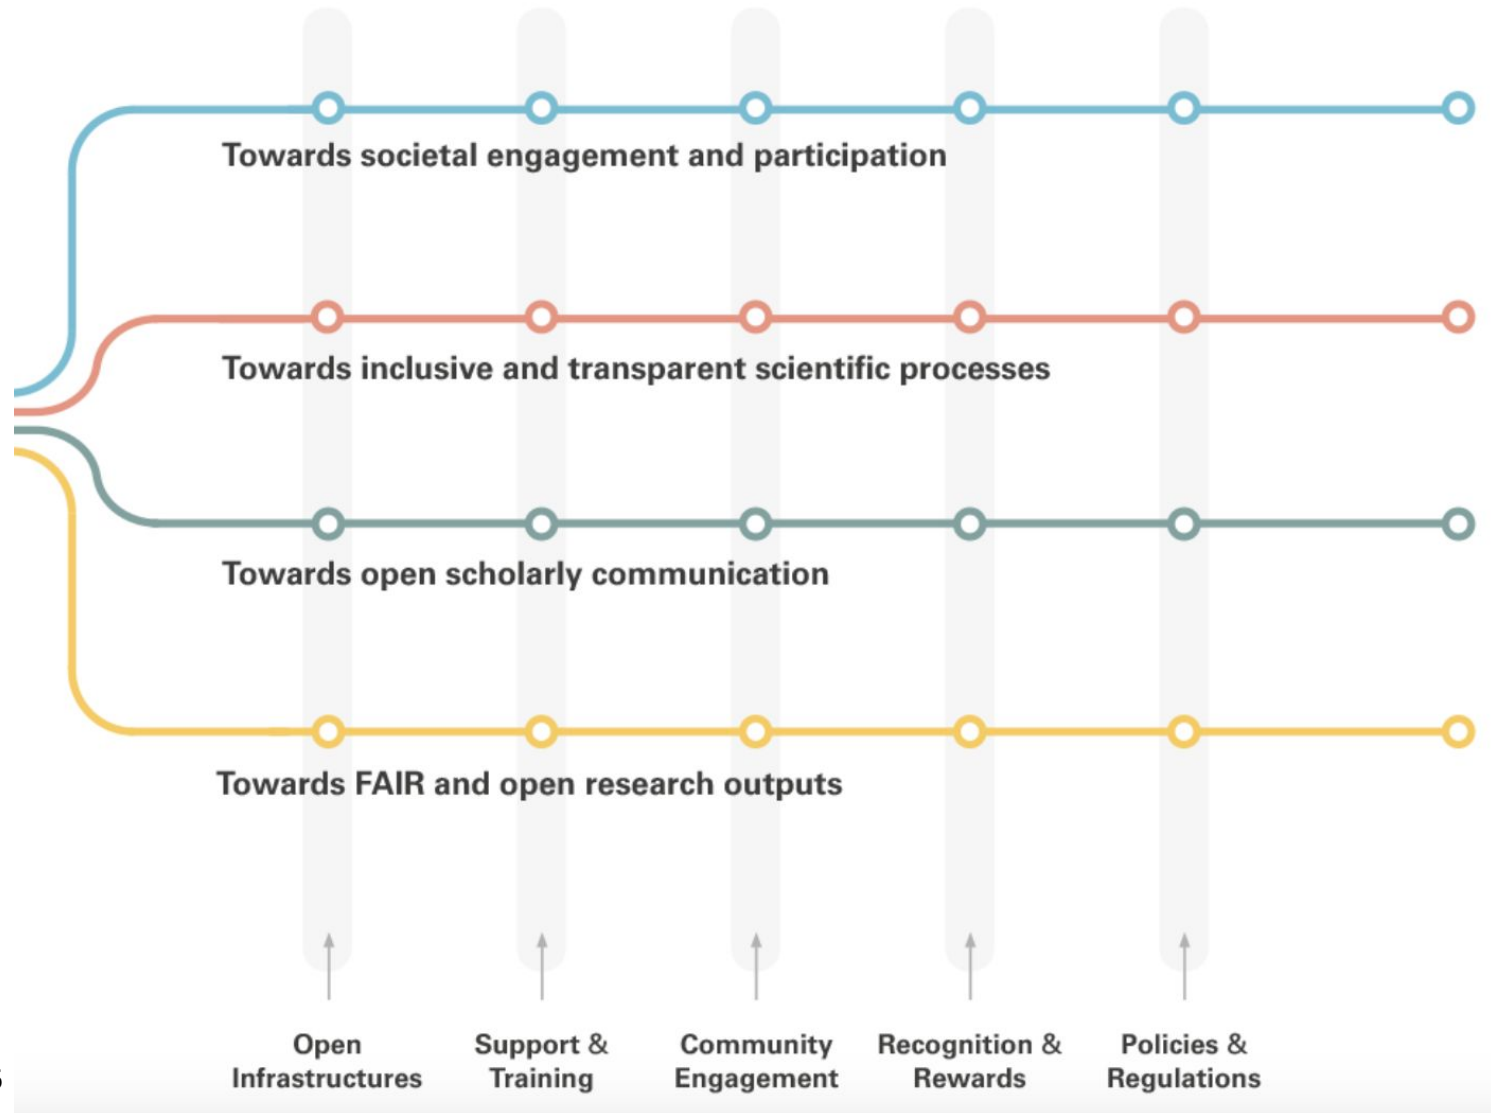 Towards societal engagement and participation
Towards inclusive and transparent scientific processes
Towards open scholarly communication
Towards FAIR and open research outputs
Open
Infrastructures
Support &
Training
Community
Engagement
Recognition &
Rewards
Policies &
Regulations